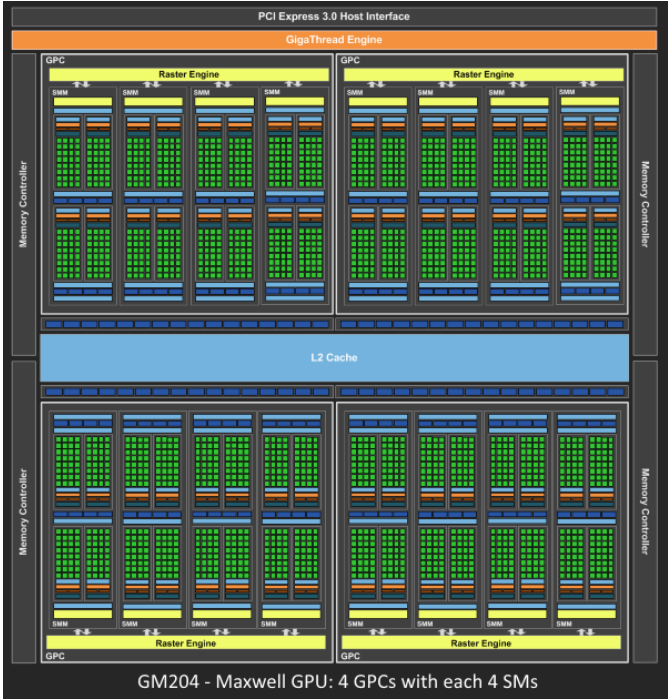 PCI Express 3.0 Host Interface
GigaThread Engine
GPC
GPC
Raster Engine
Raster Engine
SMM
SMM
SMM
SMM
SMM
SMM
SMM
SMM
Memory Controller
Memory Controller
L2 Cache
Memory Controller
Memory Controller
SMM
SMM
SMM
SMM
SMM
SMM
SMM
SMM
Raster Engine
Raster Engine
GPC
GPC
GM204 - Maxwell GPU: 4 GPCs with each 4 SMs